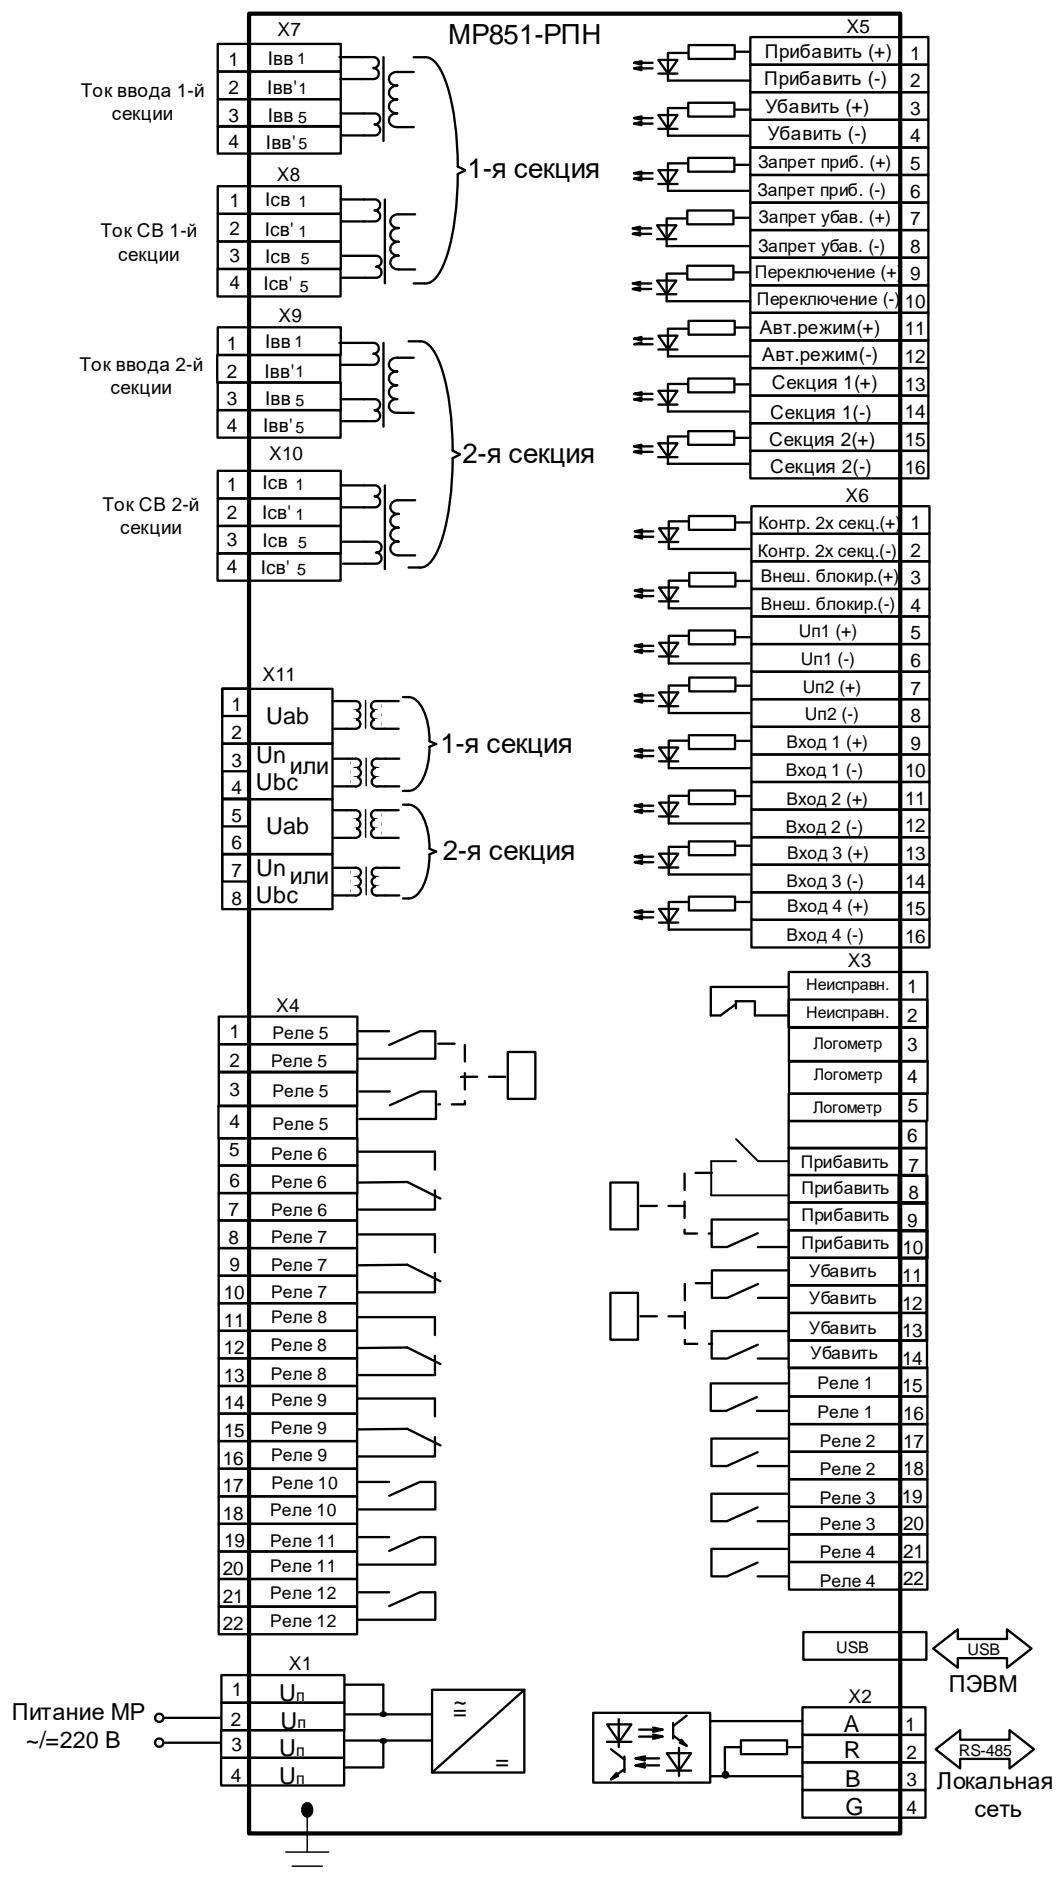 МР851-РПН
X7
1 Iвв 1
2 Iвв'1
3 Iвв 5
4 Iвв'5
Ток ввода 1-й
секции
X8
1 Iсв 1
2 Iсв' 1
3 Iсв 5
4 Iсв' 5
Ток СВ 1-й
секции
1-я секция
X9
1 Iвв 1
2 Iвв'1
3 Iвв 5
4 Iвв'5
Ток ввода 2-й
секции
X10
1 Iсв 1
2 Iсв' 1
3 Iсв 5
4 Iсв' 5
Ток СВ 2-й
секции
2-я секция
X11
1
2
Uab
3
4
Un или
Ubc
1-я секция
5
6
Uab
7
8
Un или
Ubc
2-я секция
X4
1 Реле 5
2 Реле 5
3 Реле 5
4 Реле 5
5 Реле 6
6 Реле 6
7 Реле 6
8 Реле 7
9 Реле 7
10 Реле 7
11 Реле 8
12 Реле 8
13 Реле 8
14 Реле 9
15 Реле 9
16 Реле 9
17 Реле 10
18 Реле 10
19 Реле 11
20 Реле 11
21 Реле 12
22 Реле 12
X1
1 Uп
2 Uп
3 Uп
4 Uп
Питание МР
~/=220 В
≃
=
X5
Прибавить (+) 1
Прибавить (-) 2
Убавить (+) 3
Убавить (-) 4
Запрет приб. (+) 5
Запрет приб. (-) 6
Запрет убав. (+) 7
Запрет убав. (-) 8
Переключение (+ 9
Переключение (-) 10
Авт.режим(+) 11
Авт.режим(-) 12
Секция 1(+) 13
Секция 1(-) 14
Секция 2(+) 15
Секция 2(-) 16
X6
Контр. 2х секц.(+) 1
Контр. 2х секц.(-) 2
Внеш. блокир.(+) 3
Внеш. блокир.(-) 4
Uп1 (+) 5
Uп1 (-) 6
Uп2 (+) 7
Uп2 (-) 8
Вход 1 (+) 9
Вход 1 (-) 10
Вход 2 (+) 11
Вход 2 (-) 12
Вход 3 (+) 13
Вход 3 (-) 14
Вход 4 (+) 15
Вход 4 (-) 16
X3
Неисправн. 1
Неисправн. 2
Логометр 3
Логометр 4
Логометр 5
6
Прибавить 7
Прибавить 8
Прибавить 9
Прибавить 10
Убавить 11
Убавить 12
Убавить 13
Убавить 14
Реле 1 15
Реле 1 16
Реле 2 17
Реле 2 18
Реле 3 19
Реле 3 20
Реле 4 21
Реле 4 22
USB
USB
ПЭВМ
X2
A 1
R 2
B 3
G 4
RS-485
Локальная
сеть